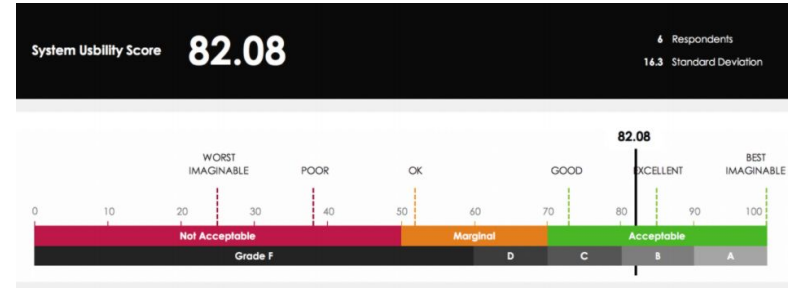 System Usbility Score 82.08
6 Respondents
16.3 Standard Deviation
82.08
WORST IMAGINABLE
POOR
OK
GOOD
EXCELLENT
BEST IMAGINABLE
0 10 20 30 40 50 60 70 80 90 100
Not Acceptable Marginal Acceptable
Grade F D C B A